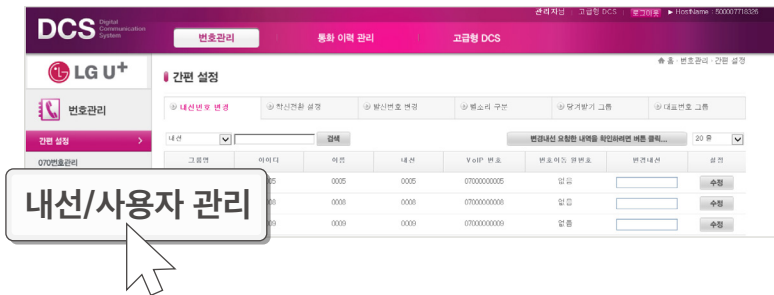 관리자님 | 고급형 DCS | 로그아웃 ▶ HostName : 500007718326
DCS Digital Communication System
번호관리 통화 이력 관리 고급형 DCS
LG U+
홈 · 번호관리 · 간편 설정
간편 설정
번호관리
내선번호 변경 착신전환 설정 발신번호 변경 벨소리 구분 당겨받기 그룹 대표번호 그룹
간편 설정 >
내선 검색 변경내선 요청한 내역을 확인하려면 버튼 클릭... 20 줄
070번호관리
그룹명 아이디 이름 내선 VoIP 번호 번호이동 원번호 변경내선 설정
005 0005 0005 07000000005 없음 수정
008 0008 0008 07000000008 없음 수정
009 0009 0009 07000000009 없음 수정
내선/사용자 관리